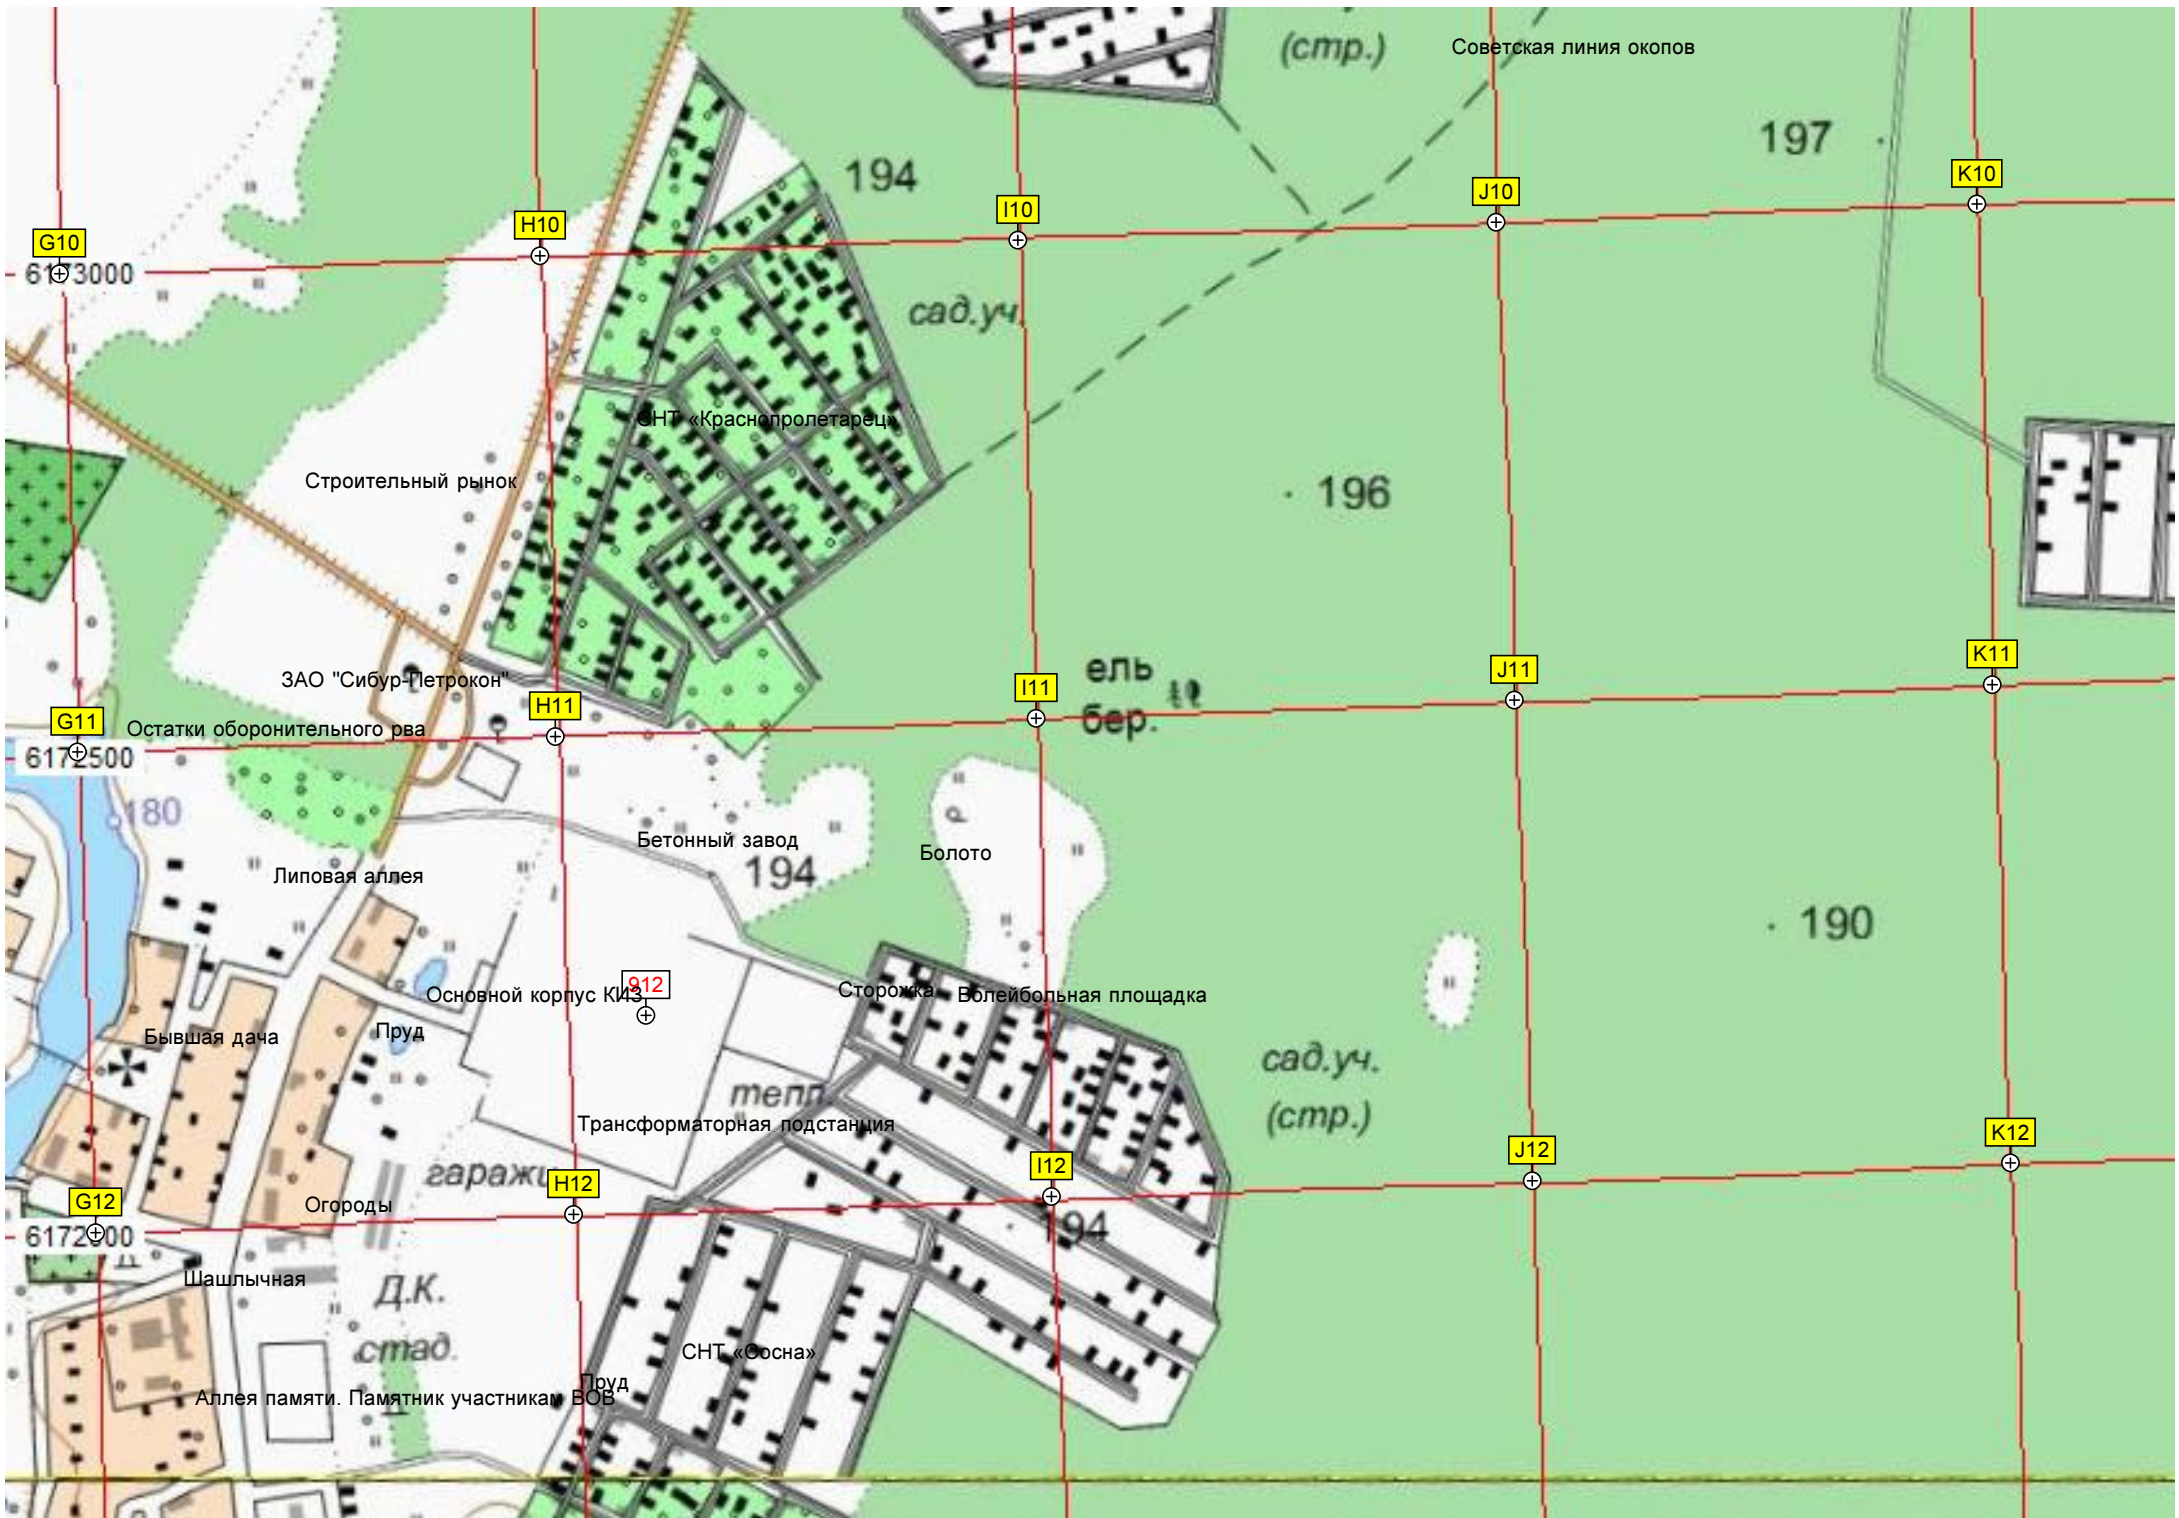 (стр.)
Советская линия окопов
197
194
K10
J10
I10
H10
G10
6173000
сад.уч.
СНТ «Краснопролетарец»
Строительный рынок
196
ель
бер.
K11
J11
I11
H11
G11
ЗАО "Сибур-Петрокон"
Остатки оборонительного рва
6172500
180
Бетонный завод
Болото
194
Липовая аллея
190
912
Основной корпус КИЗ
Сторожка
Волейбольная площадка
Бывшая дача
Пруд
сад.уч.
(стр.)
тепл.
Трансформаторная подстанция
K12
J12
I12
H12
G12
гаражи
Огороды
194
6172000
Шашлычная
Д.К.
стад.
СНТ «Сосна»
Пруд
Аллея памяти. Памятник участникам ВОВ